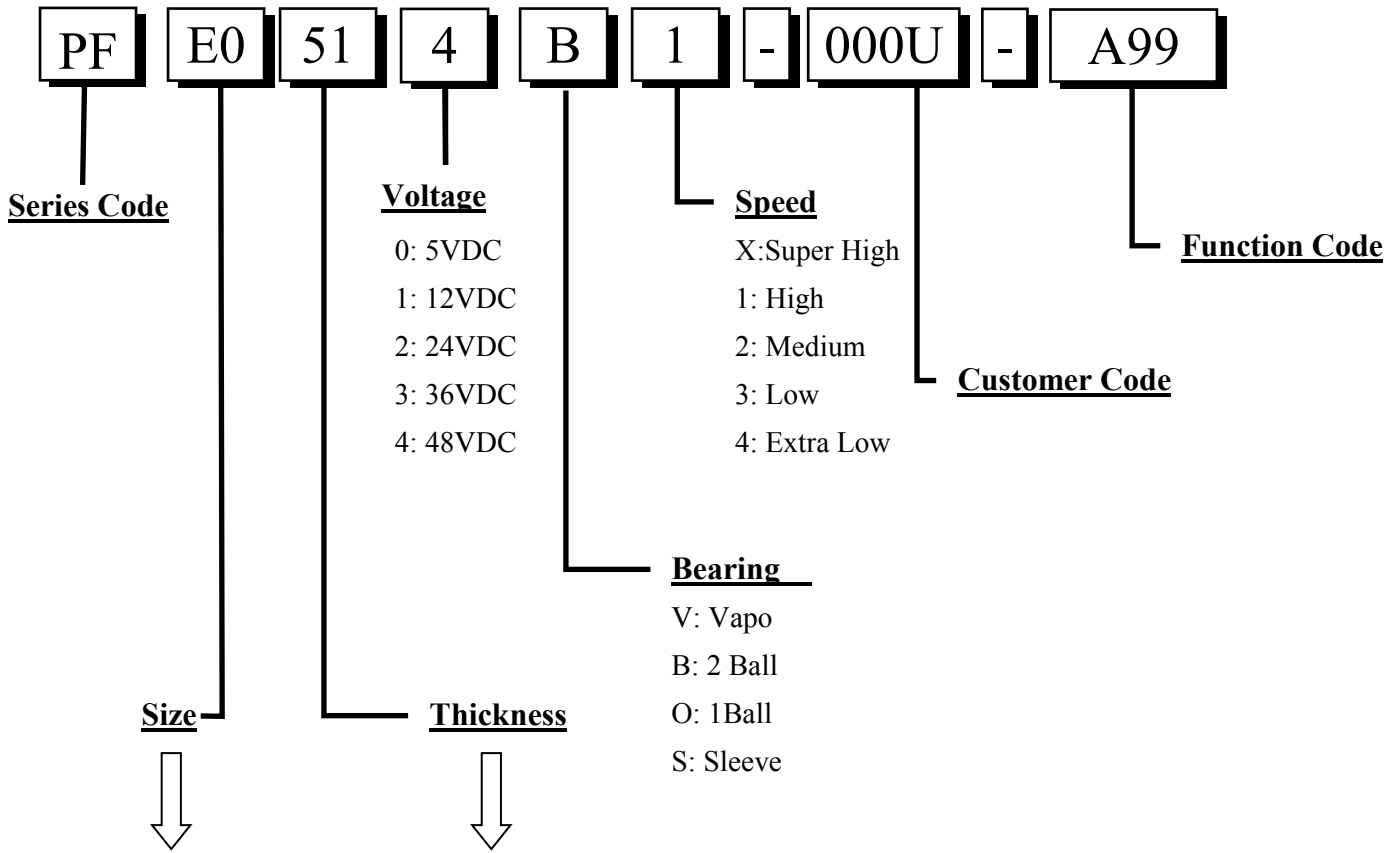 PF E0 51 4 B 1 - 000U - A99
Series Code
Voltage
0: 5VDC
1: 12VDC
2: 24VDC
3: 36VDC
4: 48VDC
Speed
X:Super High
1: High
2: Medium
3: Low
4: Extra Low
Function Code
Customer Code
Bearing
V: Vapo
B: 2 Ball
O: 1Ball
S: Sleeve
Size
Thickness